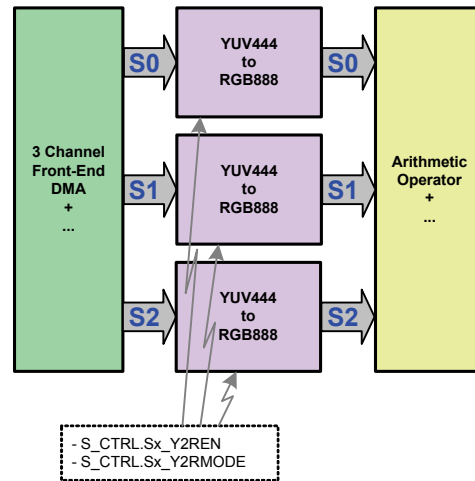 S0
YUV444
to
RGB888
S0
3 Channel
Front-End
DMA
+
...
S1
YUV444
to
RGB888
S1
Arithmetic
Operator
+
...
S2
YUV444
to
RGB888
S2
- S_CTRL.Sx_Y2REN
- S_CTRL.Sx_Y2RMODE